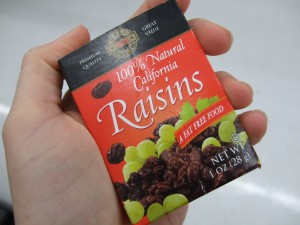 PREMIUM QUALITY
GREAT VALUE
100% Natural
California
Raisins
A FAT FREE FOOD
NET WT
1 OZ (28 g)